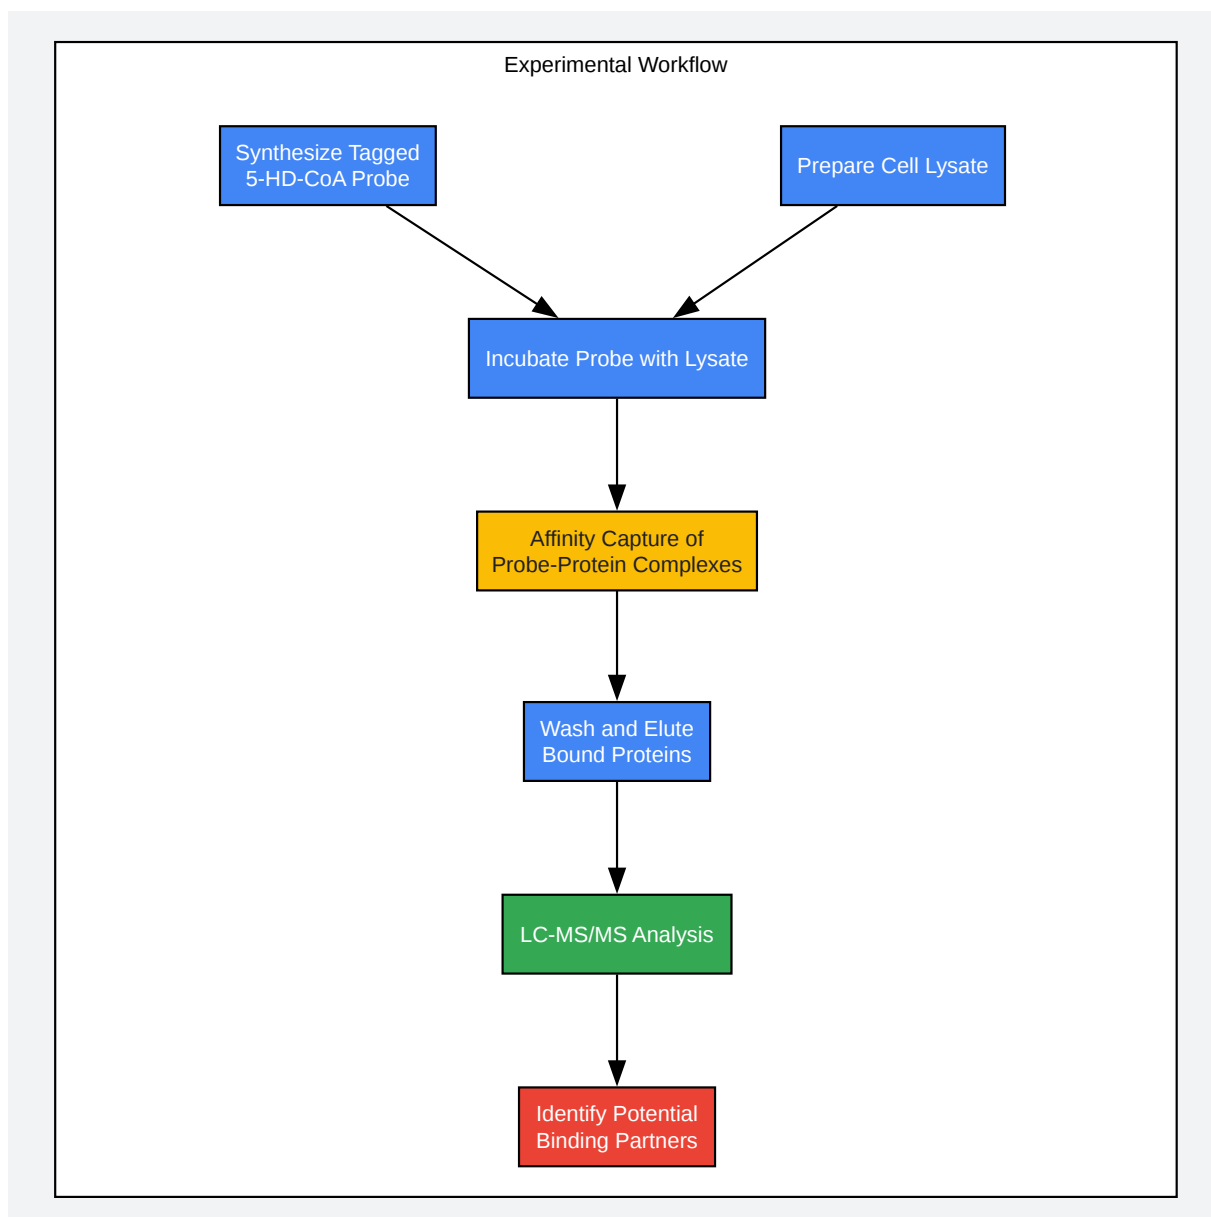 Experimental Workflow
Synthesize Tagged
5-HD-CoA Probe
Prepare Cell Lysate
Incubate Probe with Lysate
Affinity Capture of
Probe-Protein Complexes
Wash and Elute
Bound Proteins
LC-MS/MS Analysis
Identify Potential
Binding Partners